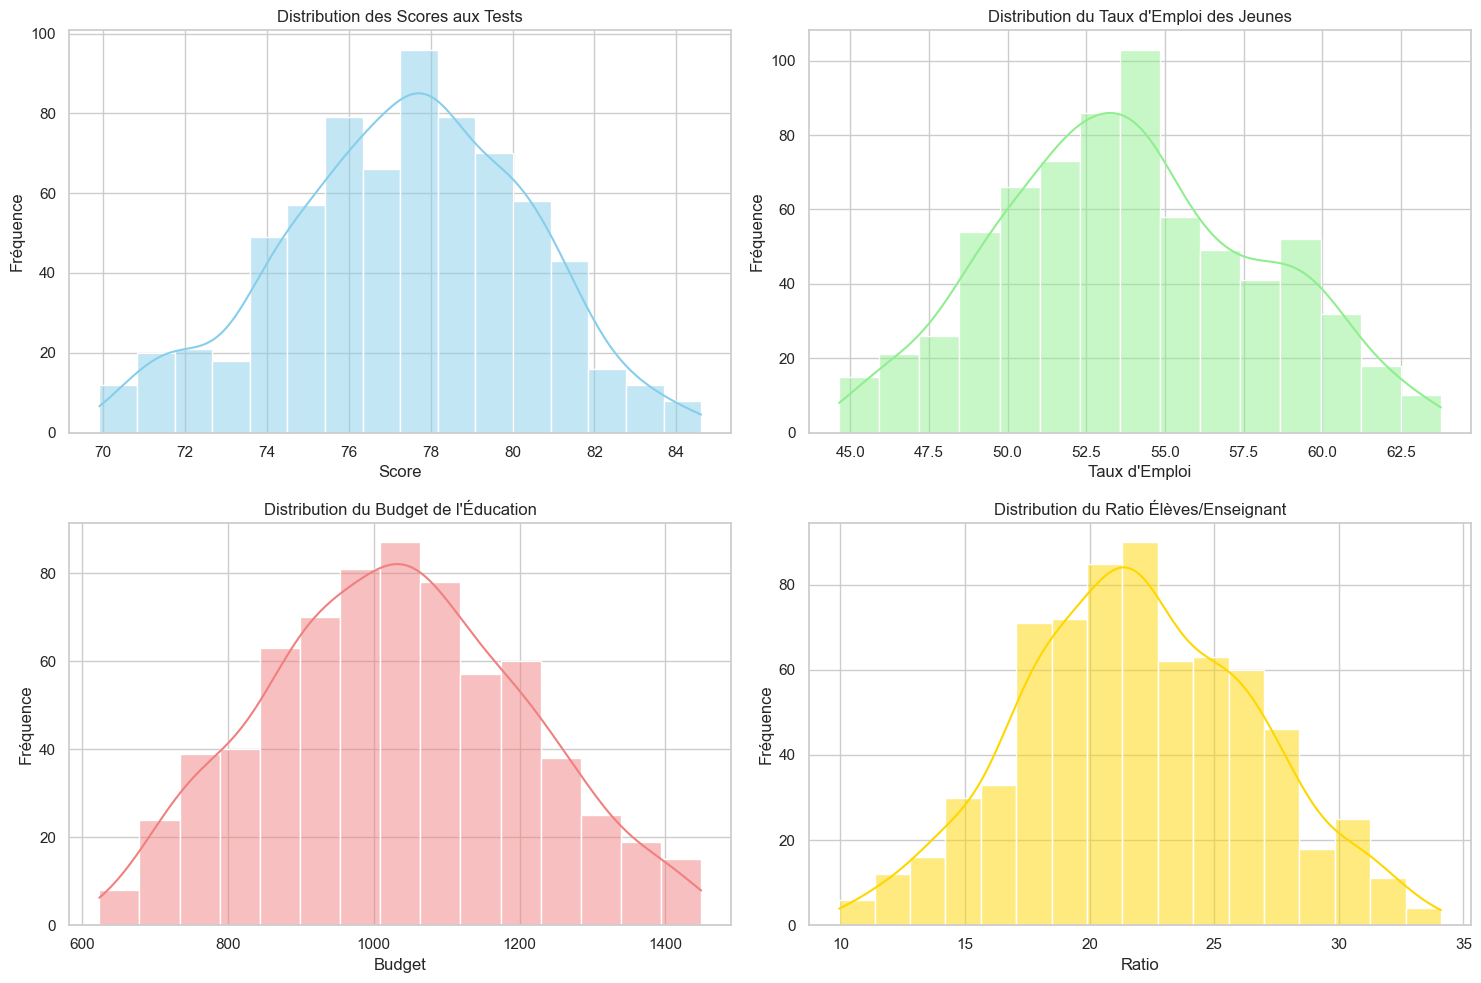 Distribution des Scores aux Tests
100
80
60
40
20
0
Fréquence
70 72 74 76 78 80 82 84
Score
Distribution du Taux d'Emploi des Jeunes
100
80
60
40
20
0
Fréquence
45.0 47.5 50.0 52.5 55.0 57.5 60.0 62.5
Taux d'Emploi
Distribution du Budget de l'Éducation
80
60
40
20
0
Fréquence
600 800 1000 1200 1400
Budget
Distribution du Ratio Élèves/Enseignant
80
60
40
20
0
Fréquence
10 15 20 25 30 35
Ratio